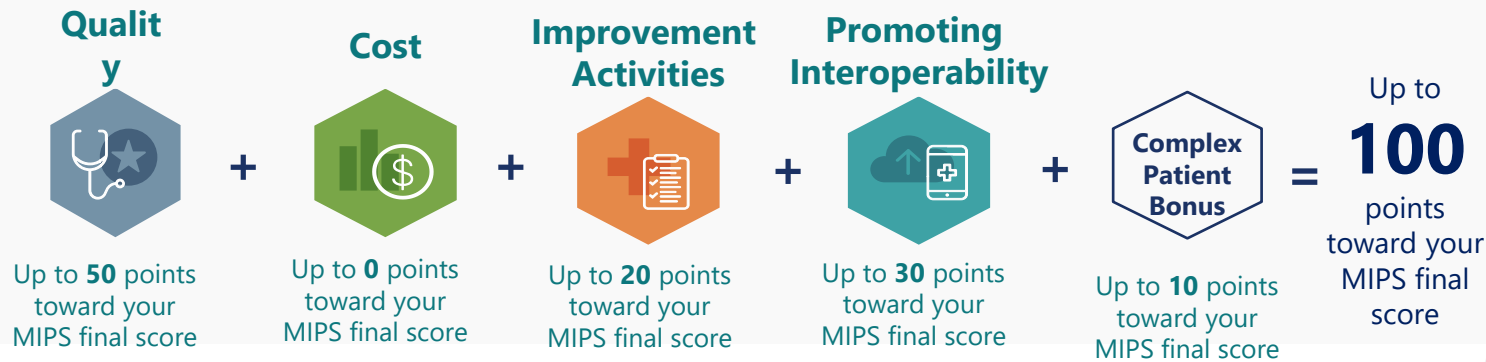 Qualit
y
Up to 50 points
toward your
MIPS final score
+
Cost
$
Up to 0 points
toward your
MIPS final score
+
Improvement
Activities
Up to 20 points
toward your
MIPS final score
+
Promoting
Interoperability
Up to 30 points
toward your
MIPS final score
+
Complex
Patient
Bonus
Up to 10 points
toward your
MIPS final score
=
Up to
100
points
toward your
MIPS final
score